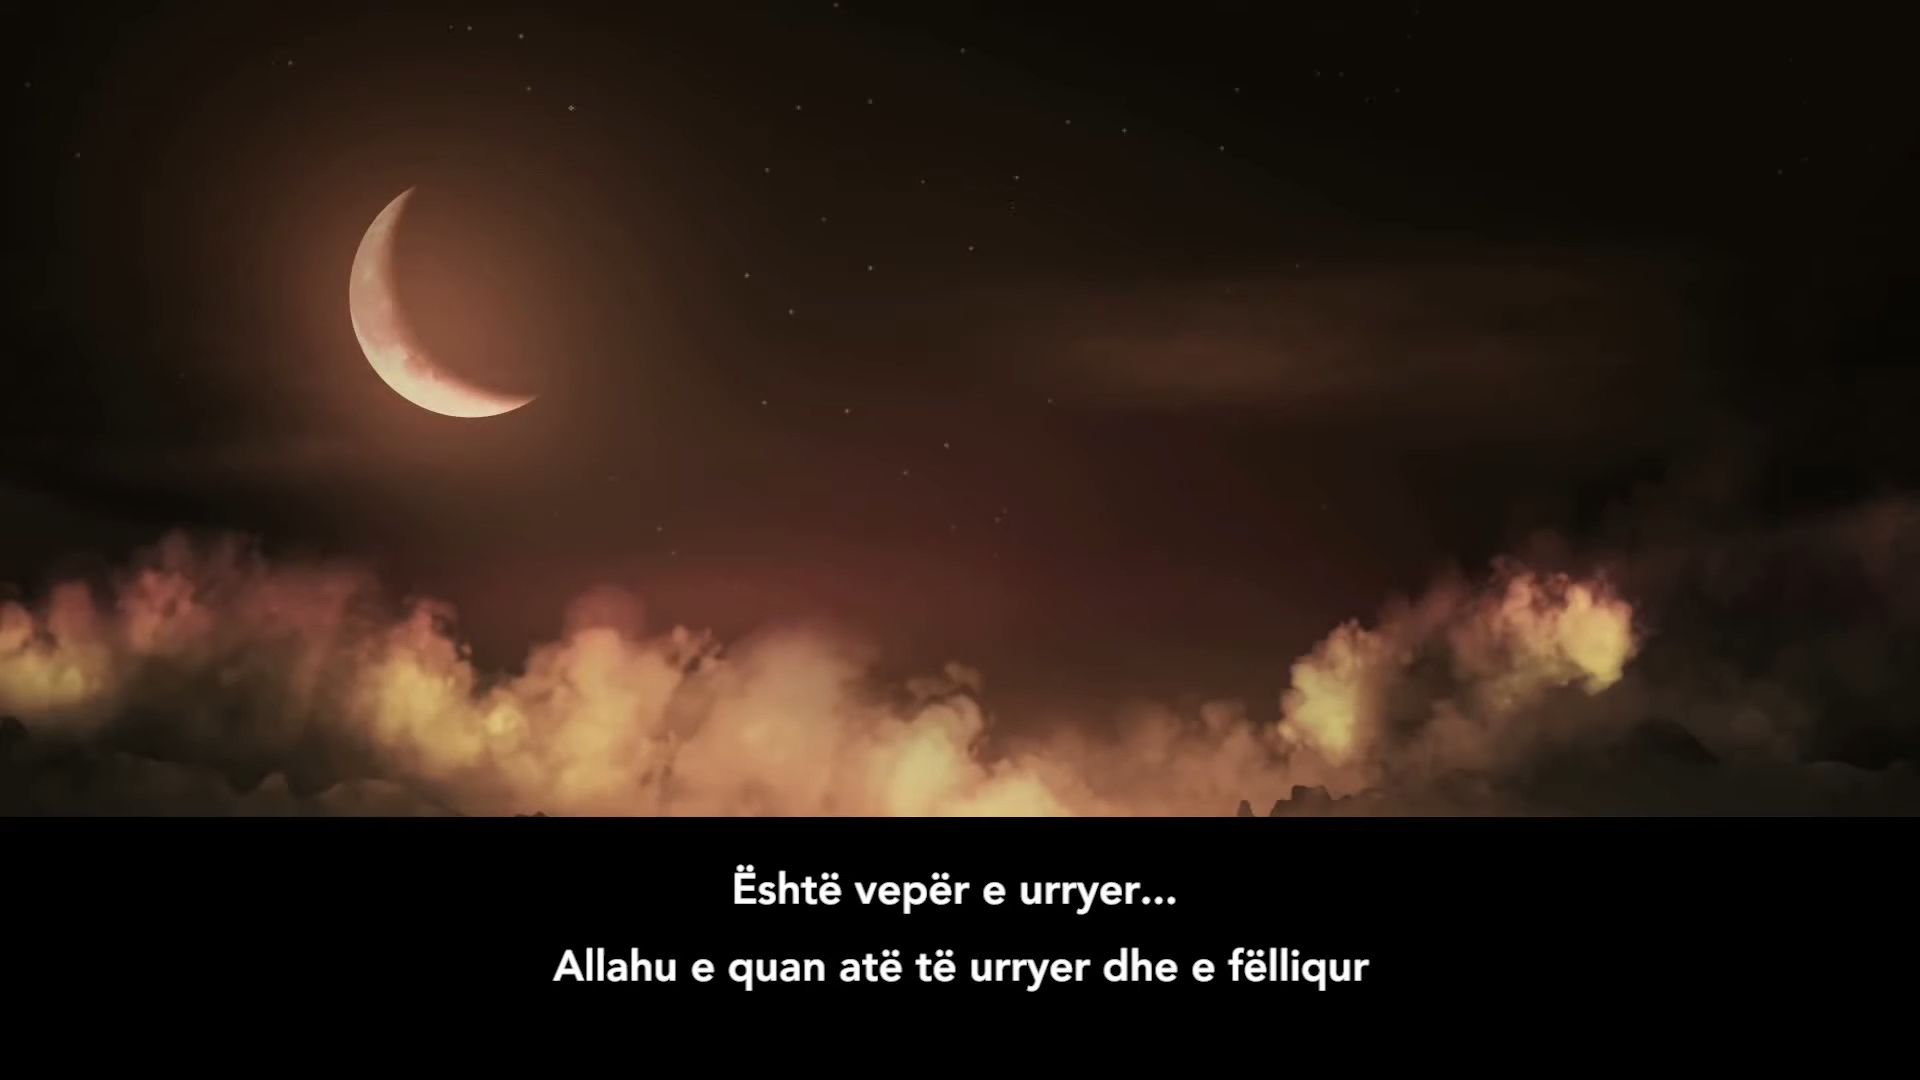 Është vepër e urryer...
Allahu e quan atë të urryer dhe e fëlliqur